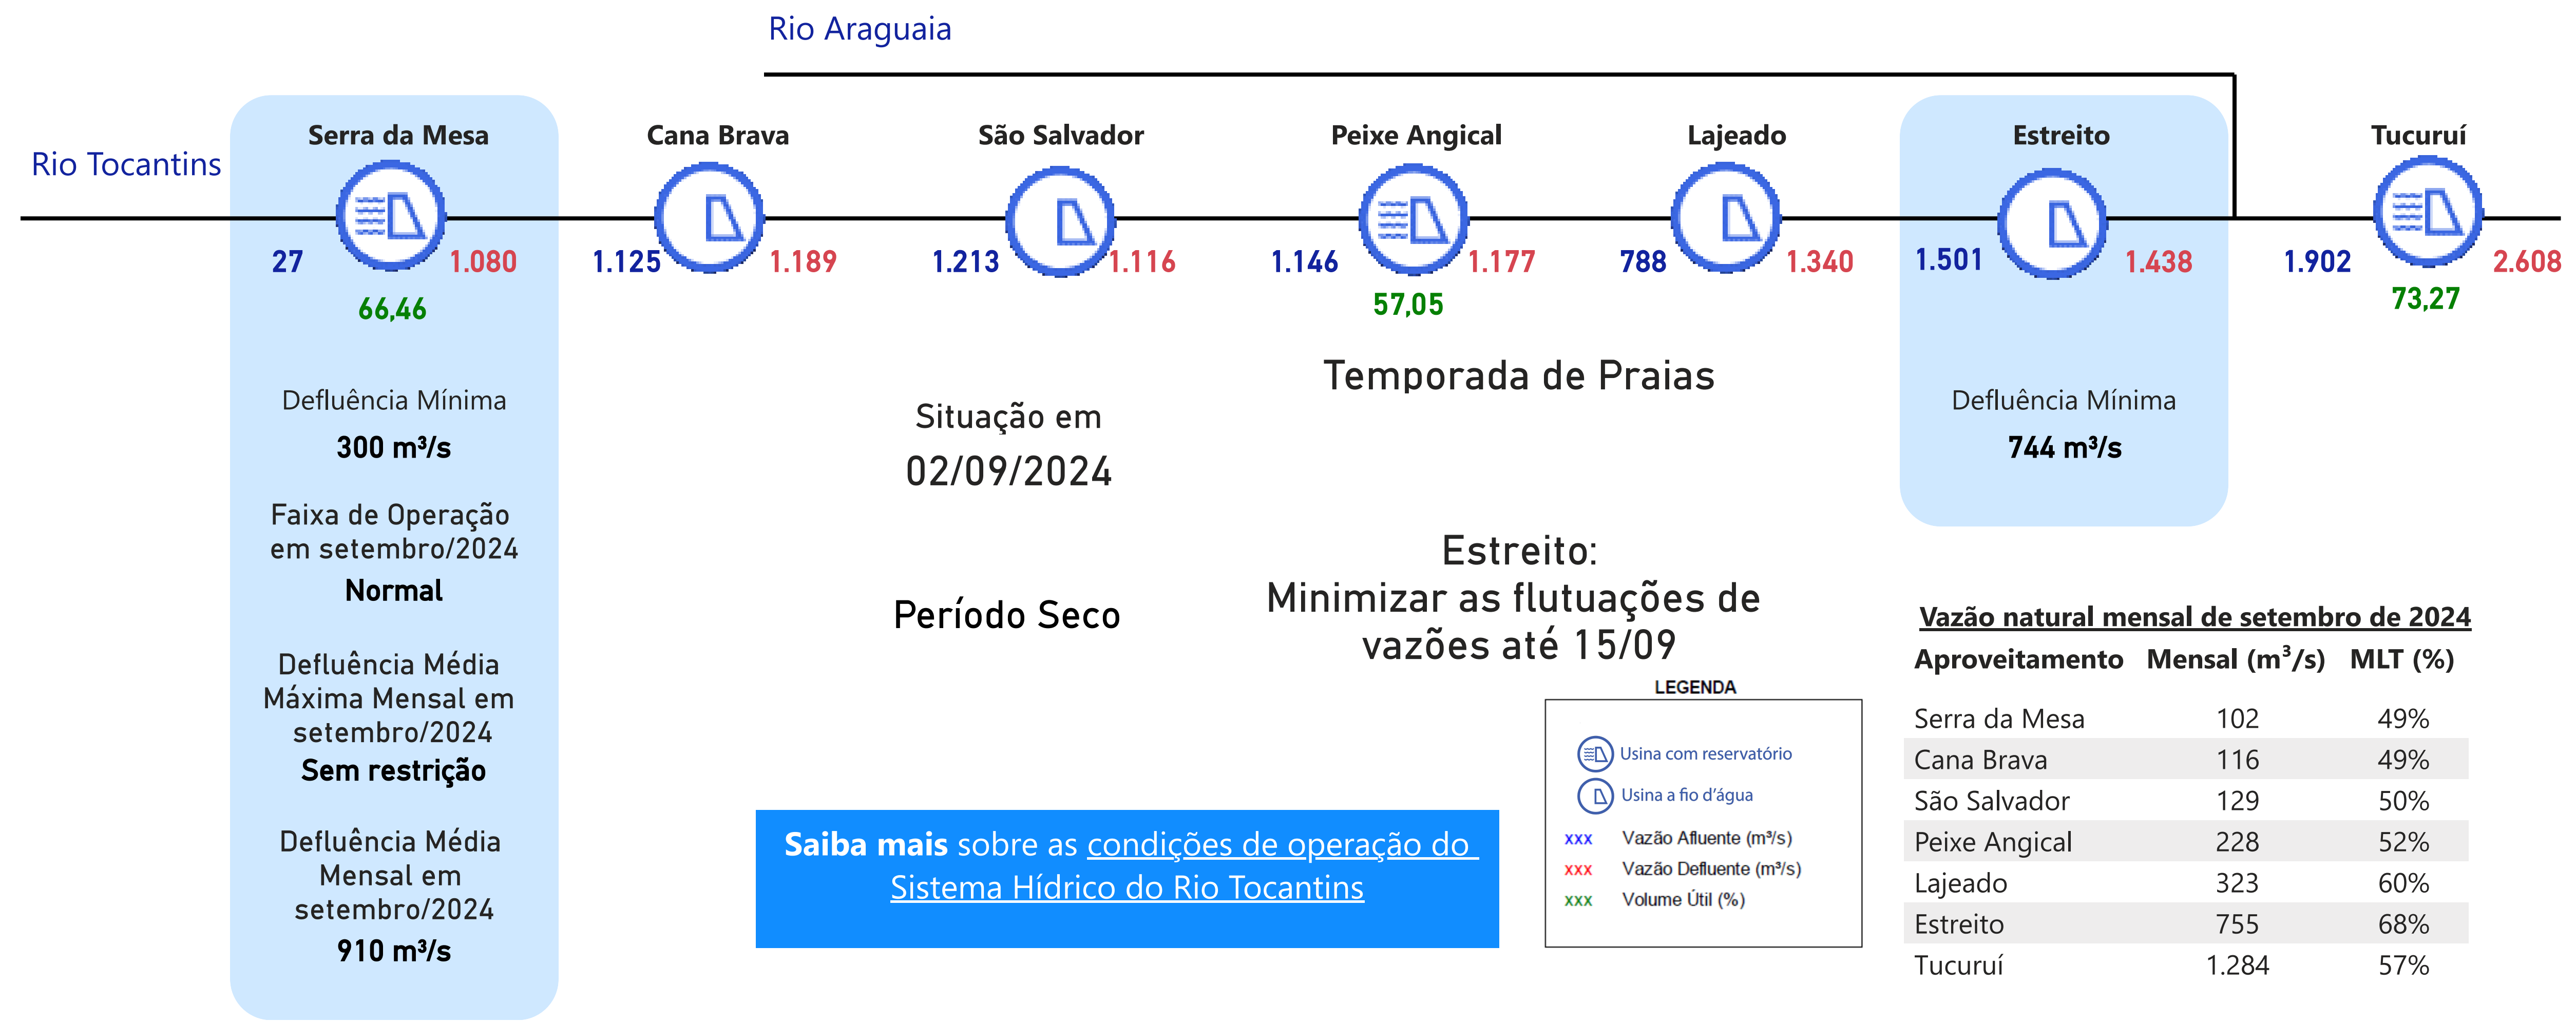 Rio Araguaia
Rio Tocantins
Serra da Mesa
Cana Brava
São Salvador
Peixe Angical
Lajeado
Estreito
Tucuruí
27 1.080
1.125 1.189
1.213 1.116
1.146 1.177
788 1.340
1.501 1.438
1.902 2.608
66,46
57,05
73,27
Defluência Mínima
300 m³/s
Faixa de Operação
em setembro/2024
Normal
Defluência Média
Máxima Mensal em
setembro/2024
Sem restrição
Defluência Média
Mensal em
setembro/2024
910 m³/s
Situação em
02/09/2024
Período Seco
Temporada de Praias
Estreito:
Minimizar as flutuações de
vazões até 15/09
Defluência Mínima
744 m³/s
Saiba mais sobre as condições de operação do
Sistema Hídrico do Rio Tocantins
LEGENDA
Usina com reservatório
Usina a fio d'água
xxx Vazão Afluente (m³/s)
xxx Vazão Defluente (m³/s)
xxx Volume Útil (%)
Vazão natural mensal de setembro de 2024
Aproveitamento Mensal (m³/s) MLT (%)
Serra da Mesa 102 49%
Cana Brava 116 49%
São Salvador 129 50%
Peixe Angical 228 52%
Lajeado 323 60%
Estreito 755 68%
Tucuruí 1.284 57%